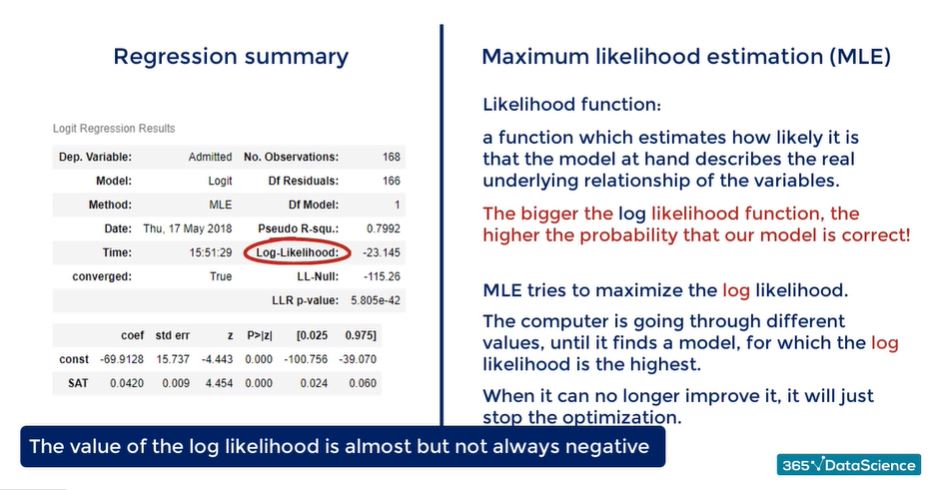 Regression summary
Logit Regression Results
Dep. Variable: Admitted No. Observations: 168
Model: Logit Df Residuals: 166
Method: MLE Df Model: 1
Date: Thu, 17 May 2018 Pseudo R-squ.: 0.7992
Time: 15:51:29 Log-Likelihood: -23.145
converged: True LL-Null: -115.26
LLR p-value: 5.805e-42
coef std err z P>|z| [0.025 0.975]
const -69.9128 15.737 -4.443 0.000 -100.756 -39.070
SAT 0.0420 0.009 4.454 0.000 0.024 0.060
Maximum likelihood estimation (MLE)
Likelihood function:
a function which estimates how likely it is
that the model at hand describes the real
underlying relationship of the variables.
The bigger the log likelihood function, the
higher the probability that our model is correct!
MLE tries to maximize the log likelihood.
The computer is going through different
values, until it finds a model, for which the log
likelihood is the highest.
When it can no longer improve it, it will just
stop the optimization.
The value of the log likelihood is almost but not always negative
365√DataScience